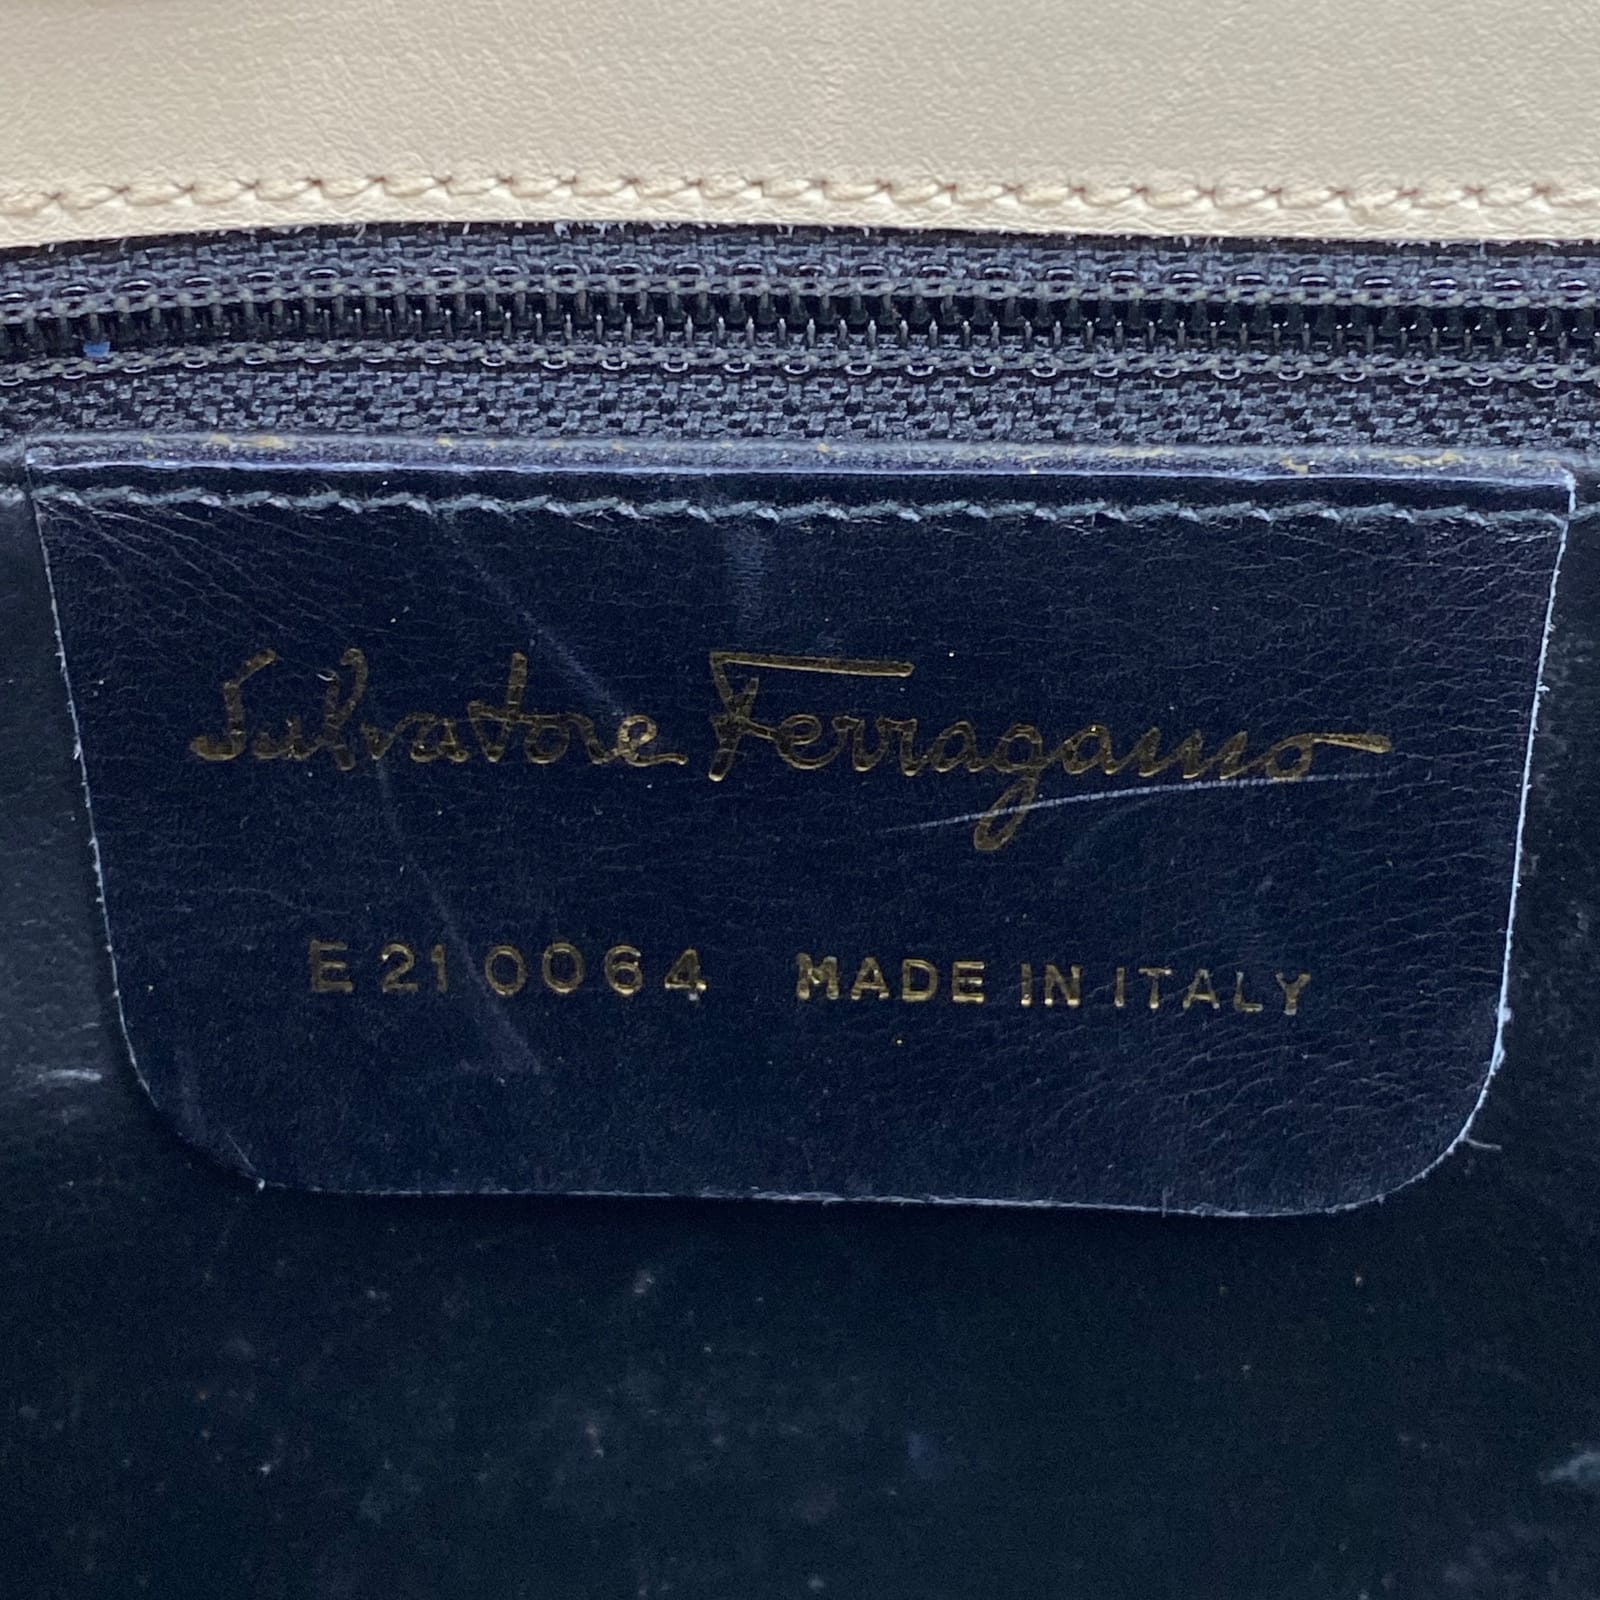 Salvatore Ferragamo
E21 0064 MADE IN ITALY